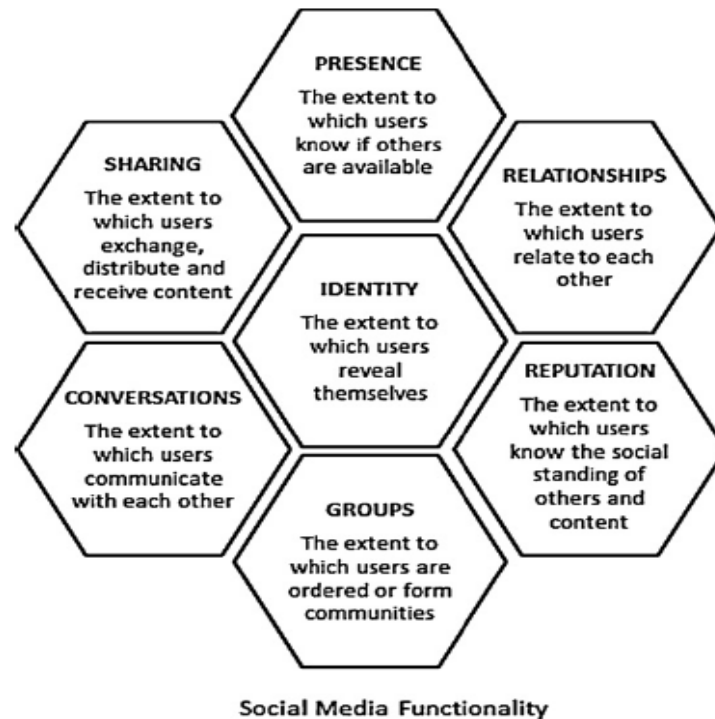 PRESENCE
The extent to
which users
know if others
are available
SHARING
The extent to
which users
exchange,
distribute and
receive content
RELATIONSHIPS
The extent to
which users
relate to each
other
IDENTITY
The extent to
which users
reveal
themselves
CONVERSATIONS
The extent to
which users
communicate
with each other
REPUTATION
The extent to
which users
know the social
standing of
others and
content
GROUPS
The extent to
which users are
ordered or form
communities
Social Media Functionality